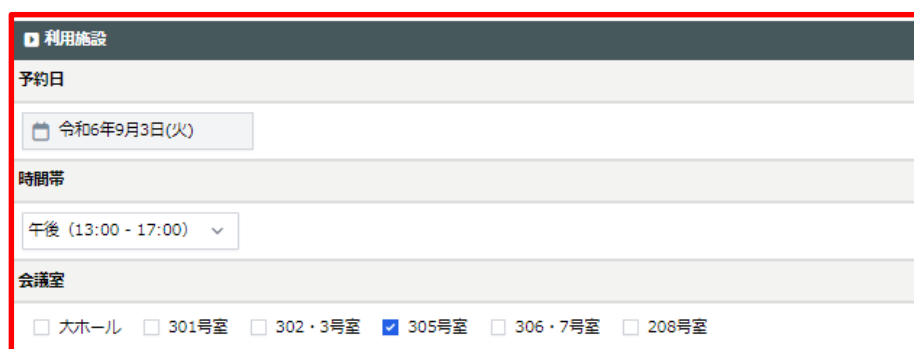 利用施設
予約日
令和6年9月3日(火)
時間帯
午後（13:00 - 17:00）
会議室
大ホール 301号室 302・3号室 305号室 306・7号室 208号室